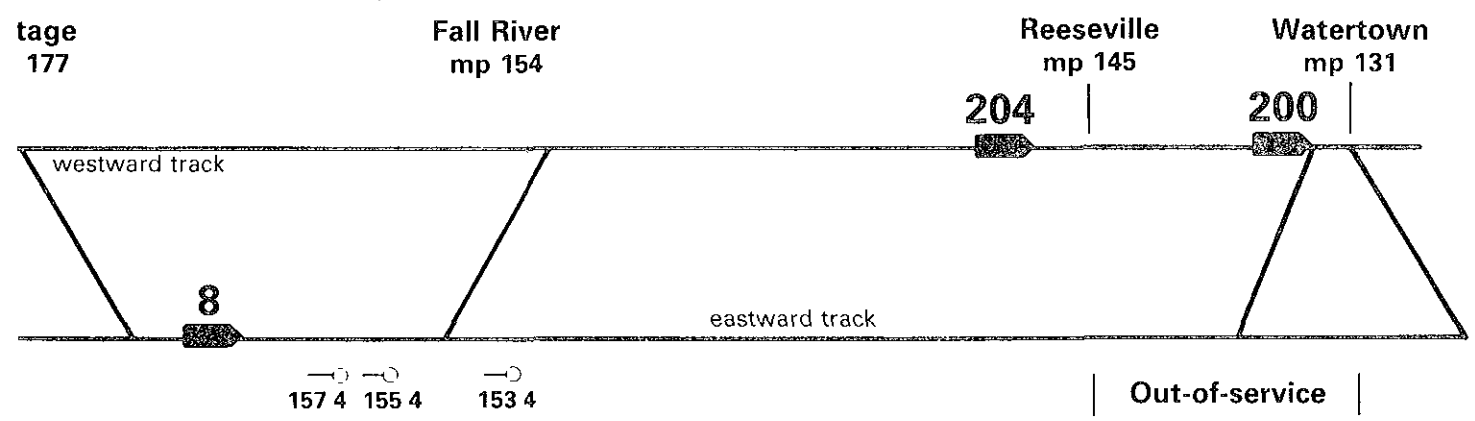 tage
177
Fall River
mp 154
Reeseville
mp 145
Watertown
mp 131
204
200
westward track
8
eastward track
157 4
155 4
153 4
Out-of-service